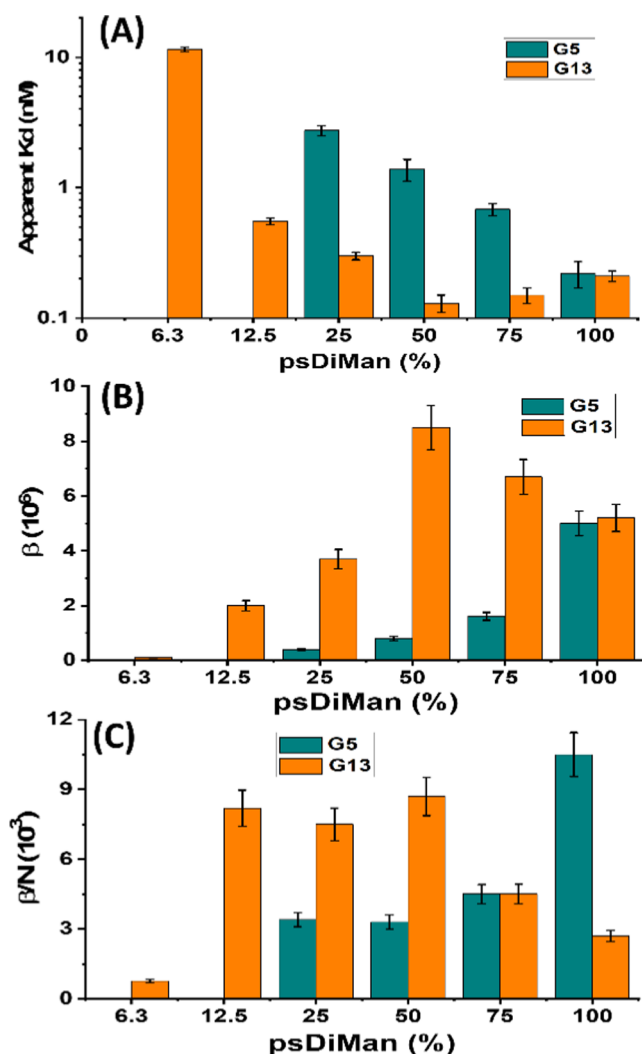 (A)
G5
G13
Apparent Kd (nM)
10
1
0.1
0 6.3 12.5 25 50 75 100
psDiMan (%)
(B)
G5
G13
β (10⁶)
10
8
6
4
2
0
6.3 12.5 25 50 75 100
psDiMan (%)
(C)
G5
G13
β/N (10³)
12
9
6
3
0
6.3 12.5 25 50 75 100
psDiMan (%)